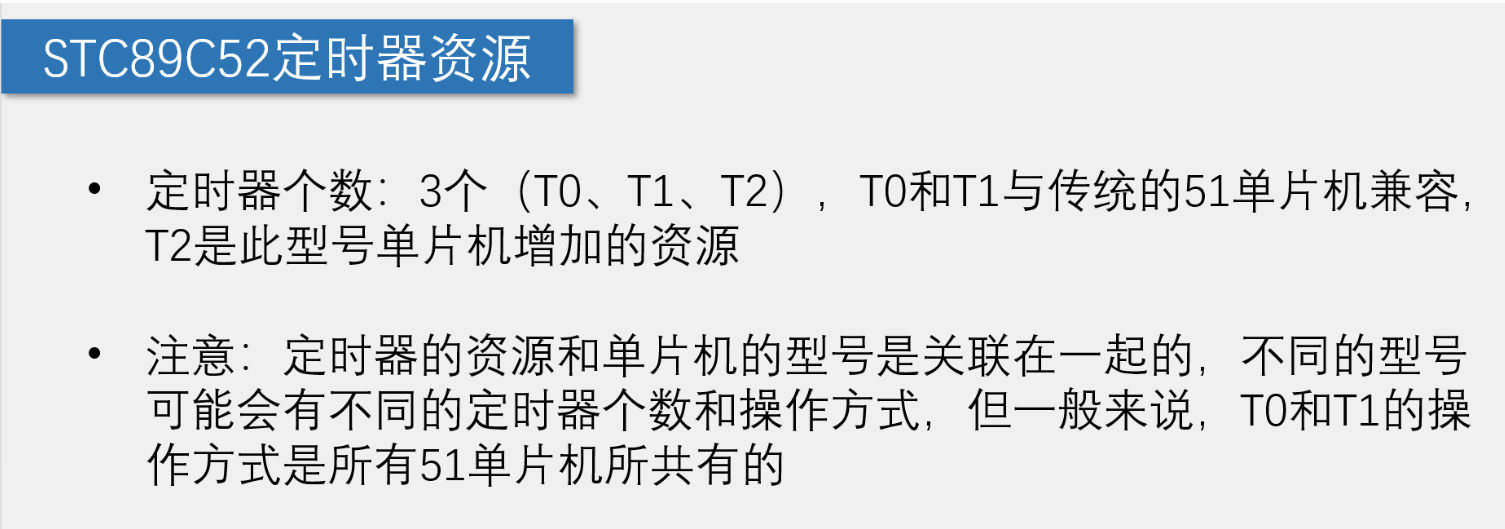 STC89C52定时器资源
• 定时器个数：3个（T0、T1、T2），T0和T1与传统的51单片机兼容，
T2是此型号单片机增加的资源
• 注意：定时器的资源和单片机的型号是关联在一起的，不同的型号
可能会有不同的定时器个数和操作方式，但一般来说，T0和T1的操
作方式是所有51单片机所共有的